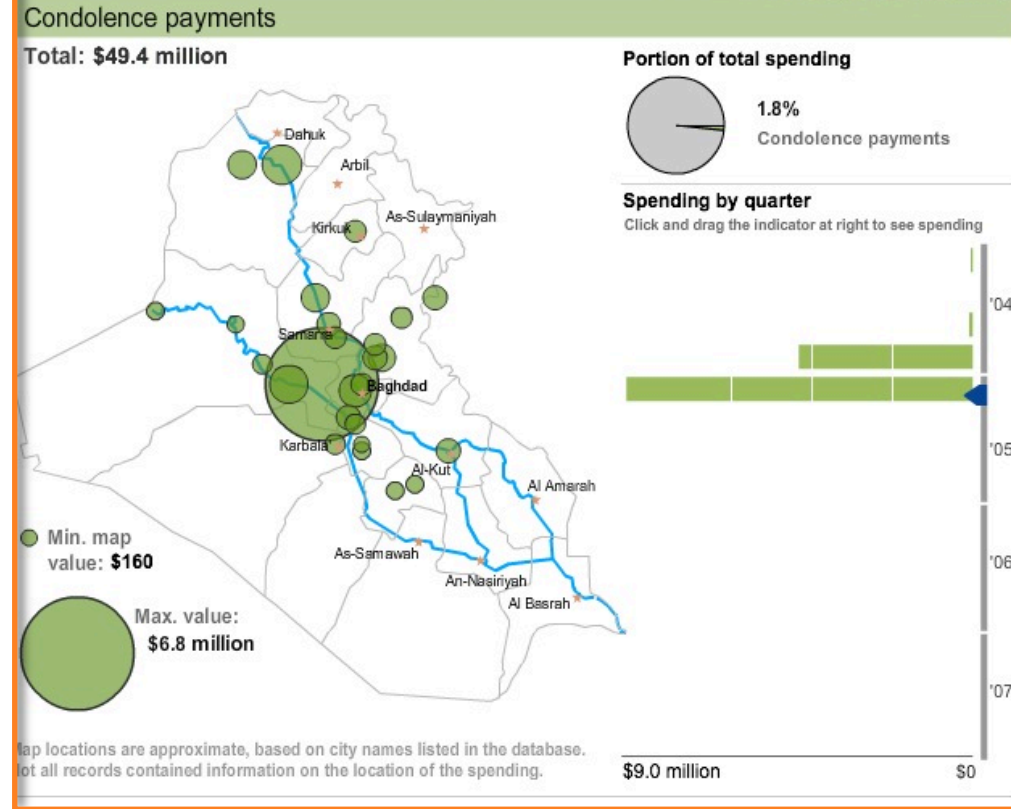 Condolence payments
Total: $49.4 million
Portion of total spending
1.8%
Condolence payments
Spending by quarter
Click and drag the indicator at right to see spending
'04
'05
'06
'07
$9.0 million
$0
Dahuk
Arbil
As-Sulaymaniyah
Kirkuk
Samarra
Baghdad
Karbala'
Al-Kut
Al Amarah
As-Samawah
An-Nasiriyah
Al Basrah
Min. map
value: $160
Max. value:
$6.8 million
Map locations are approximate, based on city names listed in the database.
Not all records contained information on the location of the spending.